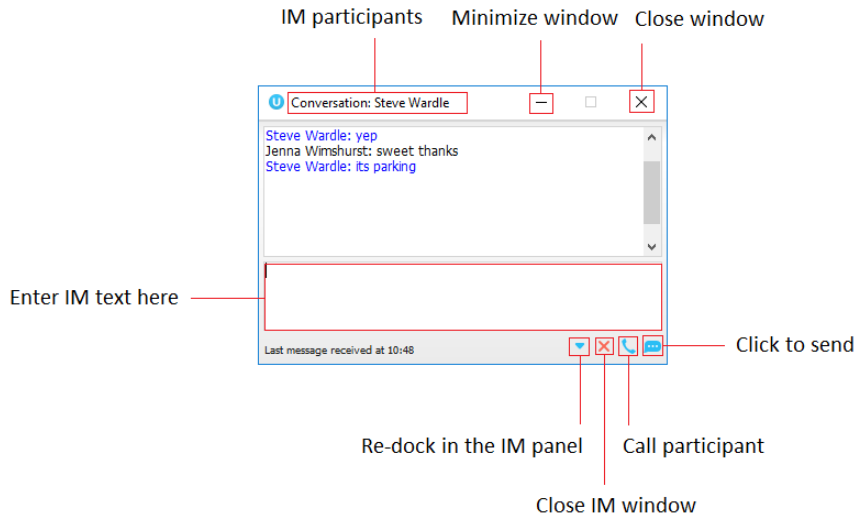 IM participants Minimize window Close window
U Conversation: Steve Wardle
Steve Wardle: yep
Jenna Wimshurst: sweet thanks
Steve Wardle: its parking
Enter IM text here
Last message received at 10:48
Click to send
Re-dock in the IM panel Call participant
Close IM window